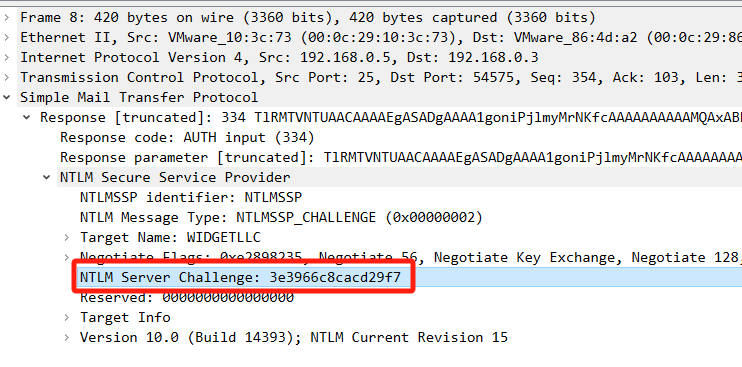 Frame 8: 420 bytes on wire (3360 bits), 420 bytes captured (3360 bits)
Ethernet II, Src: VMware_10:3c:73 (00:0c:29:10:3c:73), Dst: VMware_86:4d:a2 (00:0c:29:86
Internet Protocol Version 4, Src: 192.168.0.5, Dst: 192.168.0.3
Transmission Control Protocol, Src Port: 25, Dst Port: 54575, Seq: 354, Ack: 103, Len: 3
Simple Mail Transfer Protocol
Response [truncated]: 334 TlRMTVNTUAACAAAAEgASADgAAAA1goniPjlmyMrNKfcAAAAAAAAAAMQAxABK
Response code: AUTH input (334)
Response parameter [truncated]: TlRMTVNTUAACAAAAEgASADgAAAA1goniPjlmyMrNKfcAAAAAAAA
NTLM Secure Service Provider
NTLMSSP identifier: NTLMSSP
NTLM Message Type: NTLMSSP_CHALLENGE (0x00000002)
Target Name: WIDGETLLC
Negotiate Flags: 0xe2898235, Negotiate 56, Negotiate Key Exchange, Negotiate 128,
NTLM Server Challenge: 3e3966c8cacd29f7
Reserved: 0000000000000000
Target Info
Version 10.0 (Build 14393); NTLM Current Revision 15